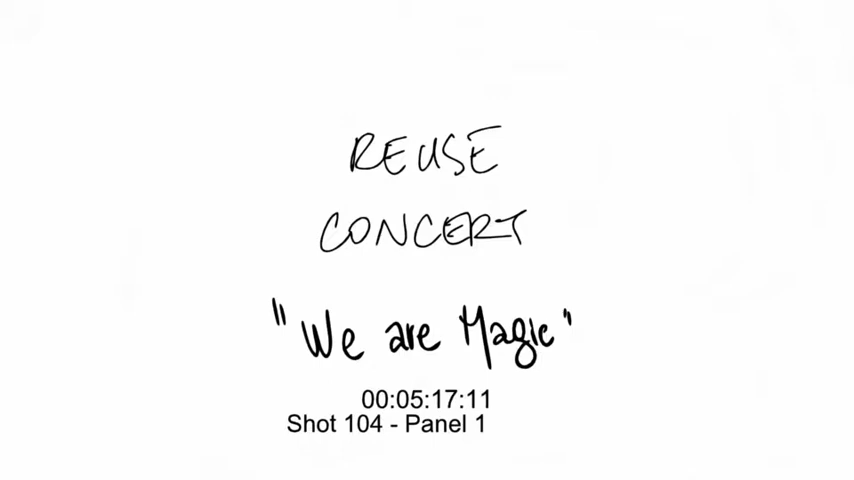 REUSE
CONCERT
"We are Magic"
00:05:17:11
Shot 104 - Panel 1